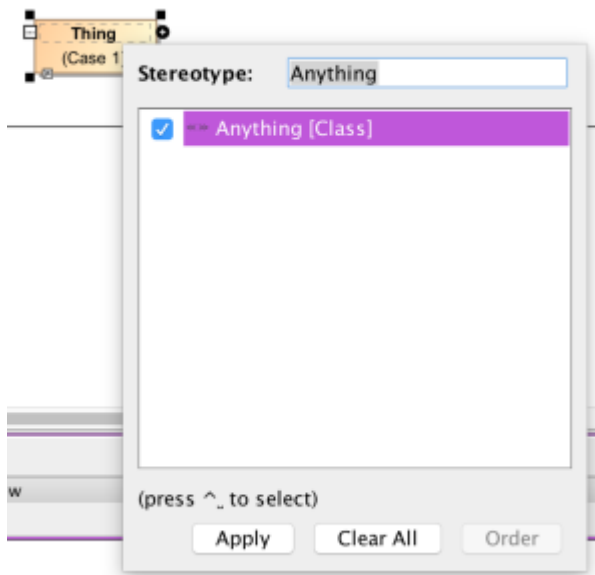 Thing
(Case 1)
Stereotype: Anything
«» Anything [Class]
w
(press ^␣ to select)
Apply Clear All Order